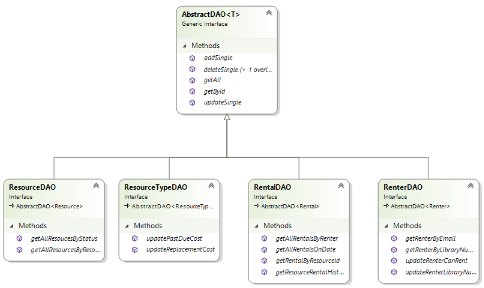 AbstractDAO<T>
Generic Interface
Methods
addSingle
deleteSingle (+ 1 overl...
getAll
getById
updateSingle
ResourceDAO
Interface
AbstractDAO<Resource>
Methods
getAllResoucesByStatus
getAllResourcesByReso...
ResourceTypeDAO
Interface
AbstractDAO<ResourceTyp...
Methods
updatePastDueCost
updateReplacementCost
RentalDAO
Interface
AbstractDAO<Rental>
Methods
getAllRentalsByRenter
getAllRentalsOnDate
getRentalByResourceId
getResourceRentalHist...
RenterDAO
Interface
AbstractDAO<Renter>
Methods
getRenterByEmail
getRenterByLibraryNu...
updateRenterCanRent
updateRenterLibraryNu...